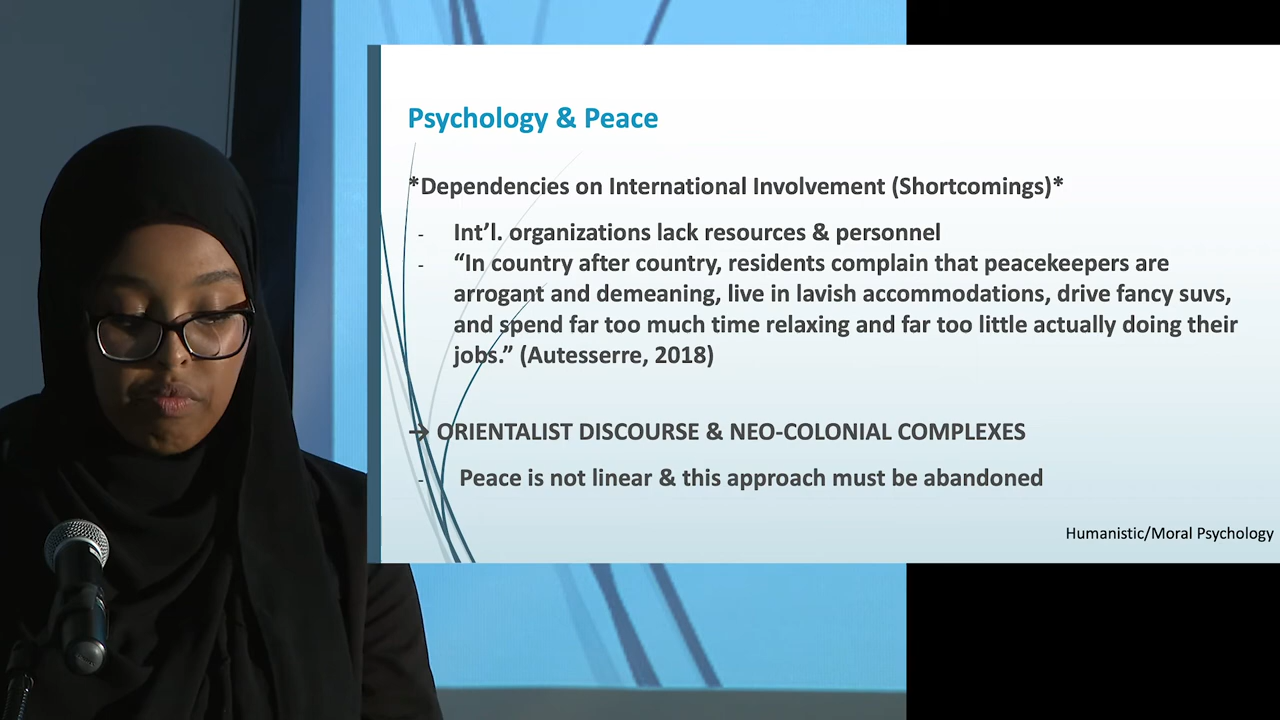 Psychology & Peace
*Dependencies on International Involvement (Shortcomings)*
- Int’l. organizations lack resources & personnel
- “In country after country, residents complain that peacekeepers are
arrogant and demeaning, live in lavish accommodations, drive fancy suvs,
and spend far too much time relaxing and far too little actually doing their
jobs.” (Autesserre, 2018)
→ ORIENTALIST DISCOURSE & NEO-COLONIAL COMPLEXES
- Peace is not linear & this approach must be abandoned
Humanistic/Moral Psychology